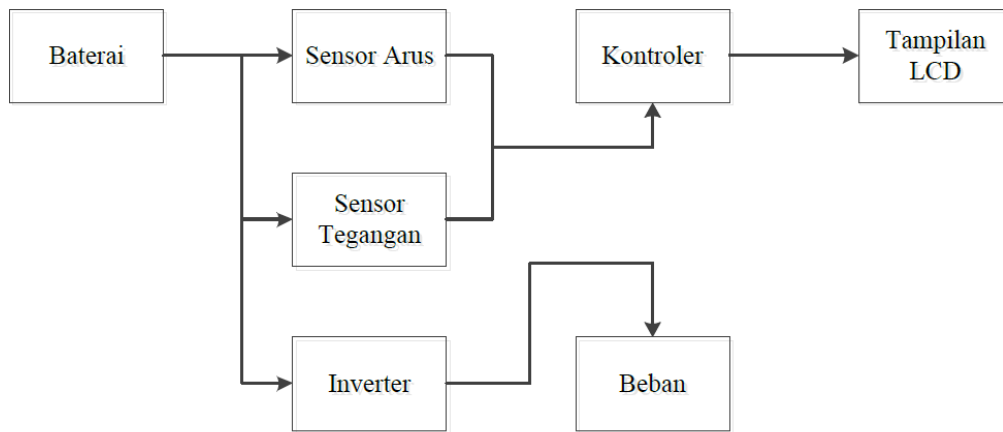 Baterai
Sensor Arus
Kontroler
Tampilan
LCD
Sensor
Tegangan
Inverter
Beban